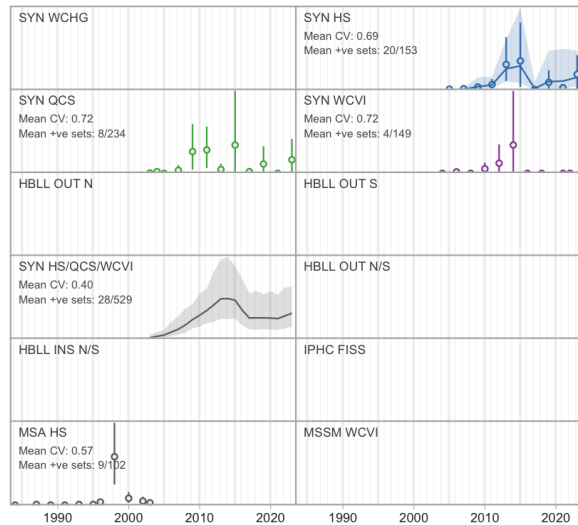 SYN WCHG
SYN HS
Mean CV: 0.69
Mean +ve sets: 20/153
SYN QCS
Mean CV: 0.72
Mean +ve sets: 8/234
SYN WCVI
Mean CV: 0.72
Mean +ve sets: 4/149
HBLL OUT N
HBLL OUT S
SYN HS/QCS/WCVI
Mean CV: 0.40
Mean +ve sets: 28/529
HBLL OUT N/S
HBLL INS N/S
IPHC FISS
MSA HS
Mean CV: 0.57
Mean +ve sets: 9/102
MSSM WCVI
1990 2000 2010 2020
1990 2000 2010 2020